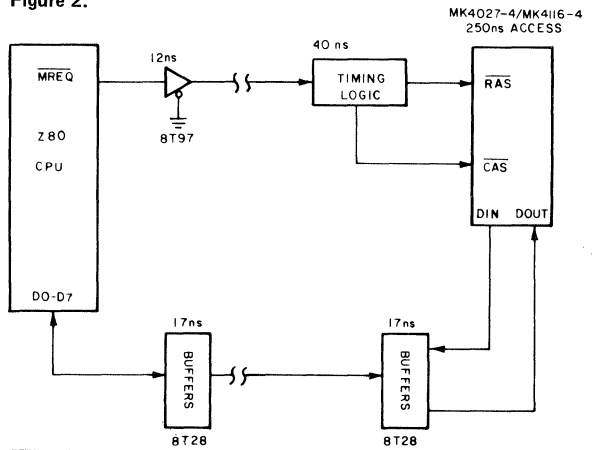 Figure 2.
MK4027-4/MK4116-4
250ns ACCESS
12ns
40 ns
MREQ
TIMING
LOGIC
RAS
Z80
CPU
8T97
CAS
DIN DOUT
DO-D7
17ns
17ns
BUFFERS
BUFFERS
8T28
8T28